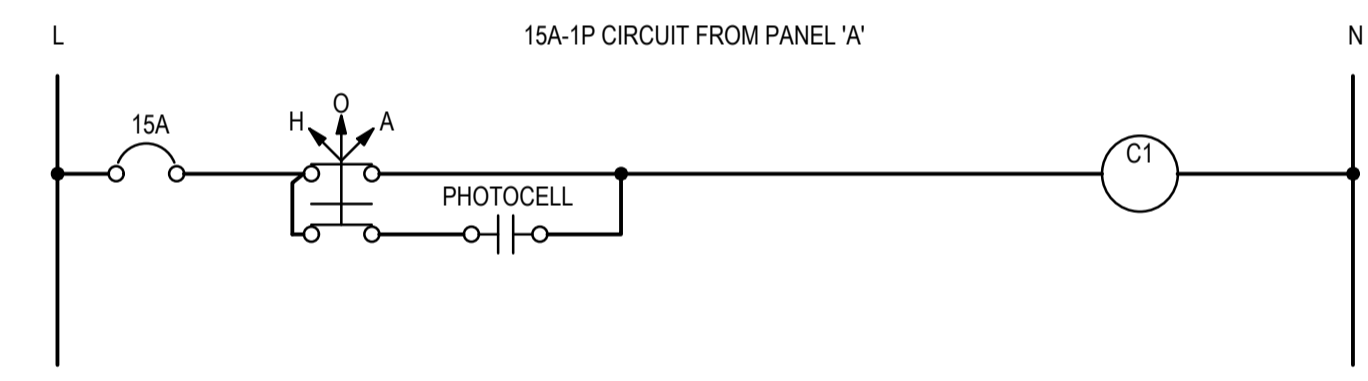 L
15A-1P CIRCUIT FROM PANEL 'A'
N
15A
H
O
A
C1
PHOTOCELL